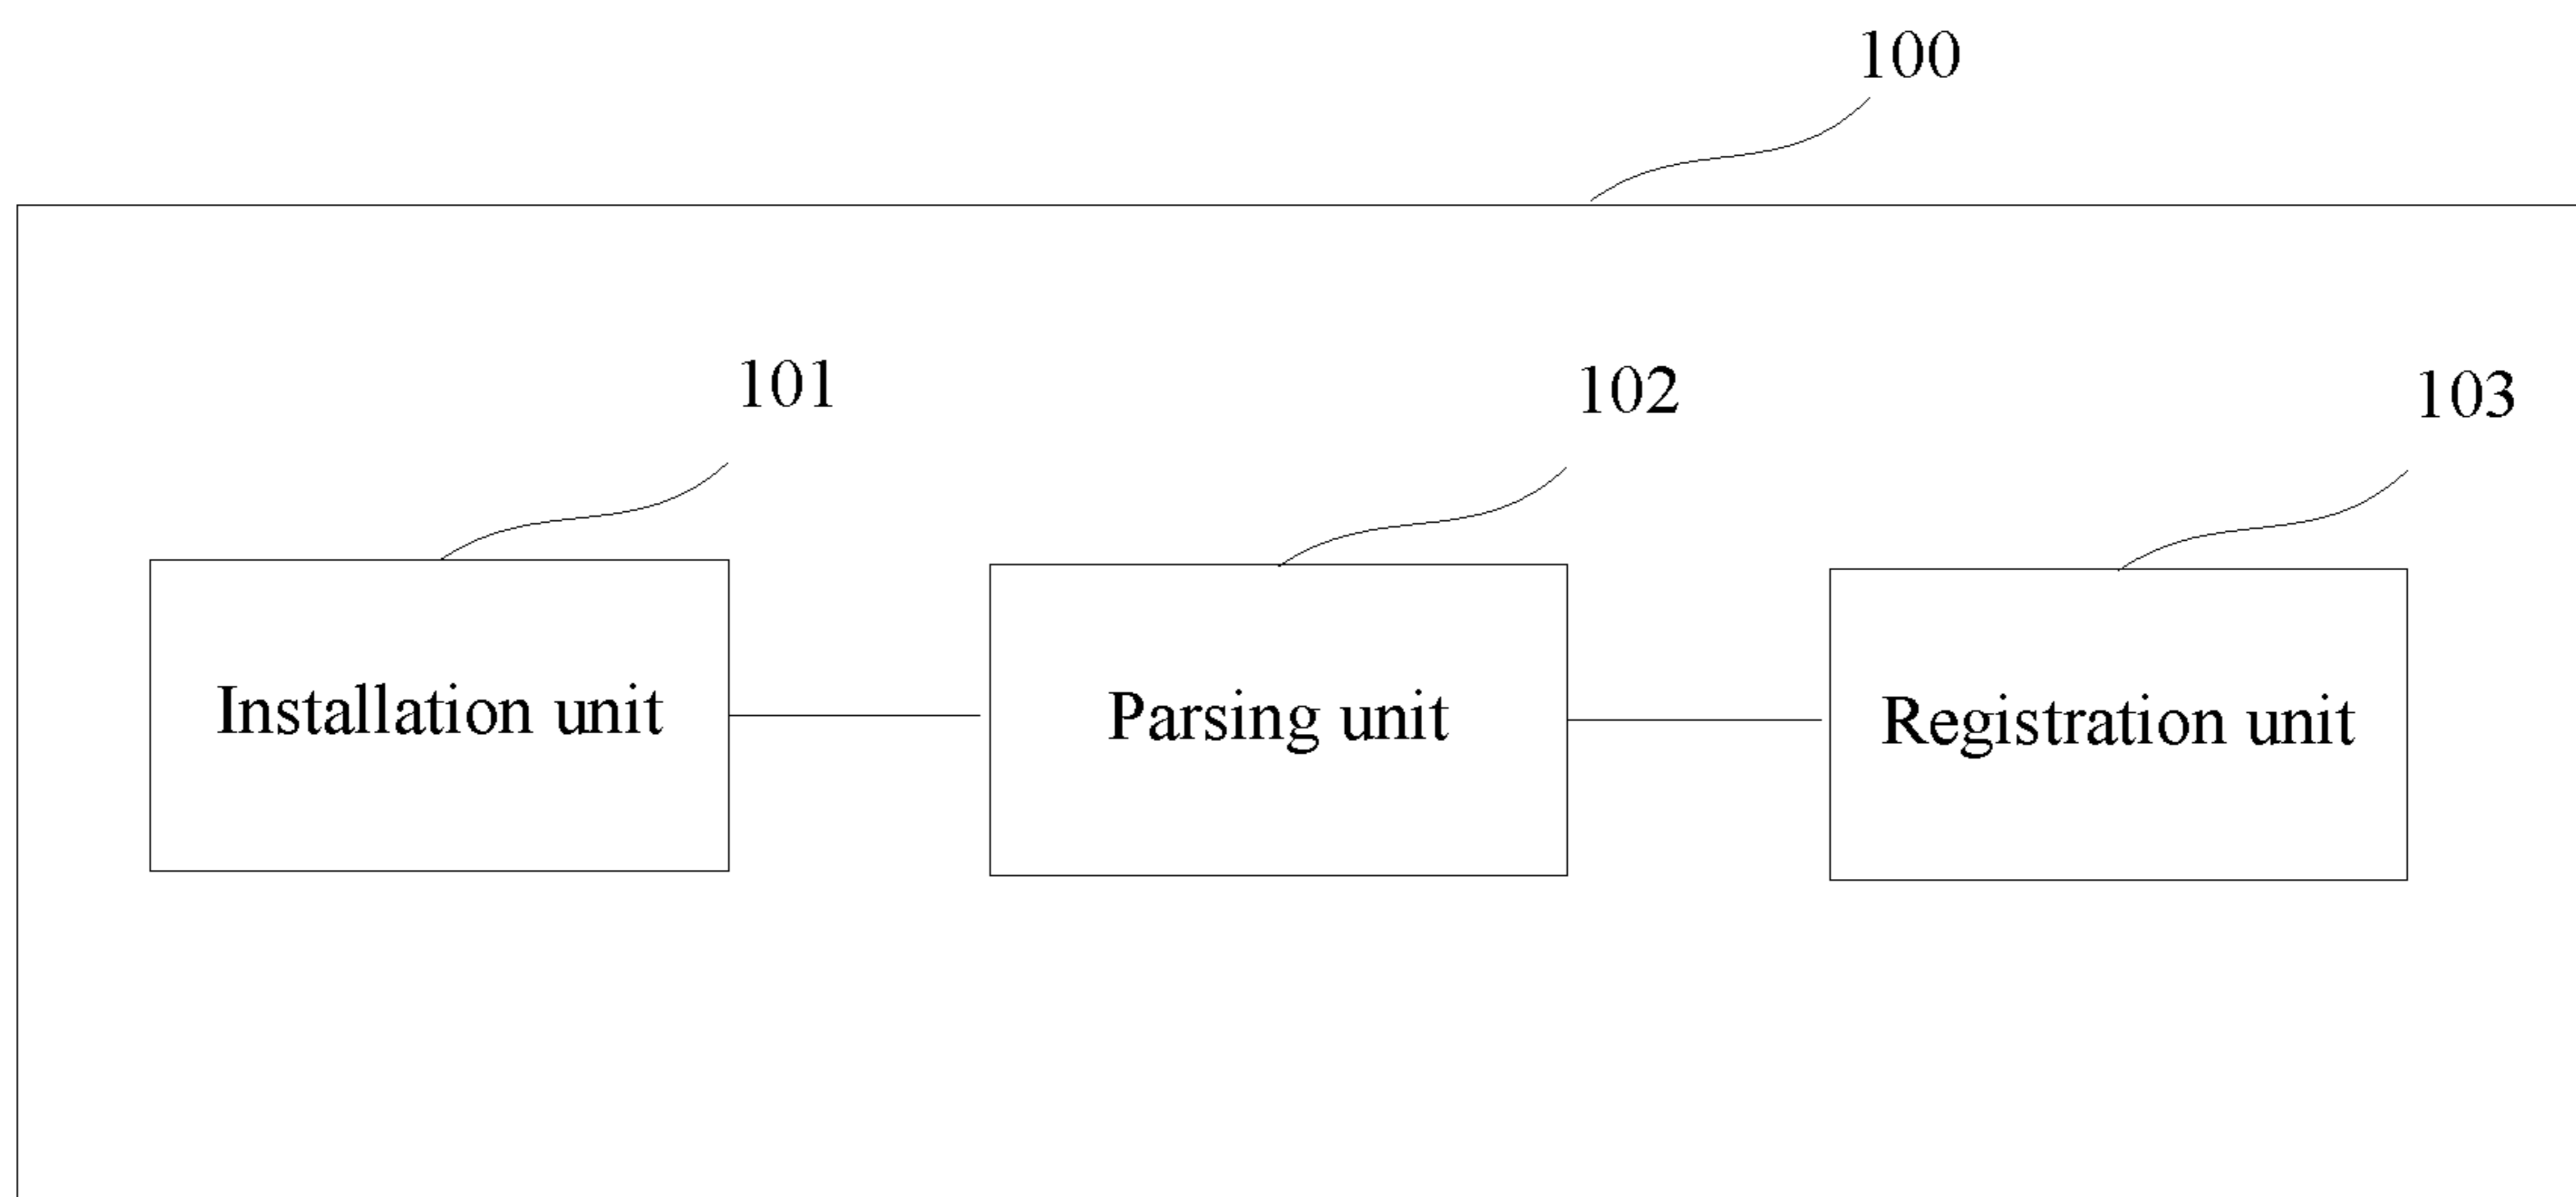 100
101
102
103
Installation unit
Parsing unit
Registration unit